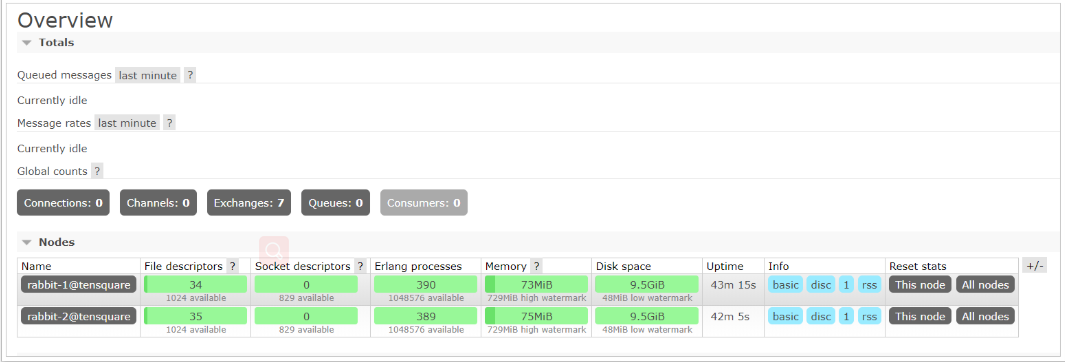 Overview
Totals
Queued messages last minute ?
Currently idle
Message rates last minute ?
Currently idle
Global counts ?
Connections: 0 Channels: 0 Exchanges: 7 Queues: 0 Consumers: 0
Nodes
Name File descriptors ? Socket descriptors ? Erlang processes Memory ? Disk space Uptime Info Reset stats +/-
rabbit-1@tensquare 34 0 390 73MiB 9.5GiB 43m 15s basic disc 1 rss This node All nodes
1024 available 829 available 1048576 available 729MiB high watermark 48MiB low watermark
rabbit-2@tensquare 35 0 389 75MiB 9.5GiB 42m 5s basic disc 1 rss This node All nodes
1024 available 829 available 1048576 available 729MiB high watermark 48MiB low watermark